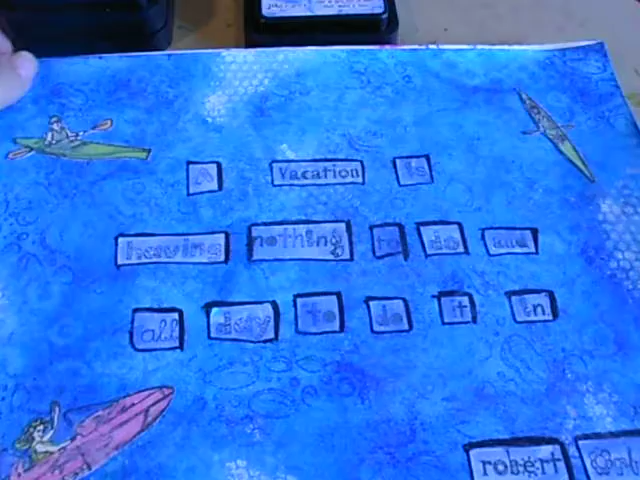 A Vacation is
having nothing to do and
all day to do it in.
robert